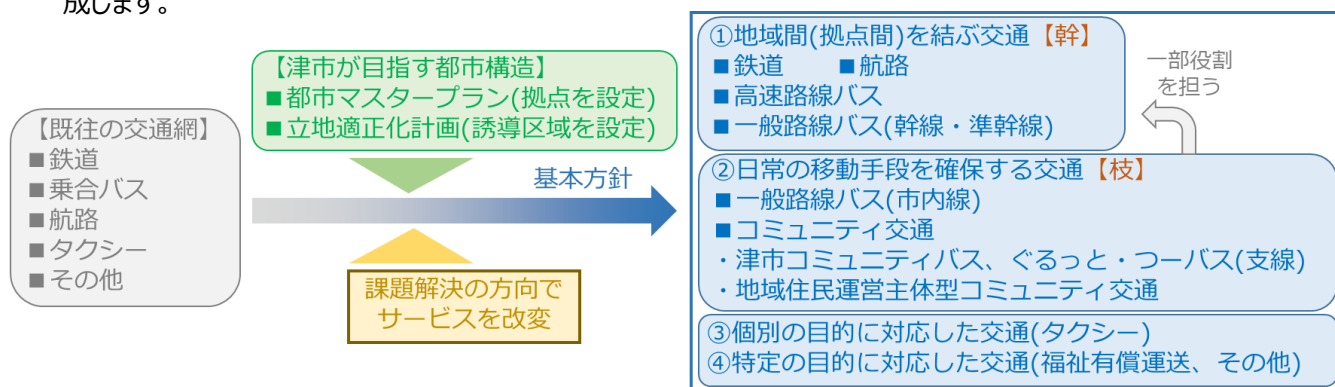 成します。
【既往の交通網】
■鉄道
■乗合バス
■航路
■タクシー
■その他
【津市が目指す都市構造】
■都市マスタープラン(拠点を設定)
■立地適正化計画(誘導区域を設定)
基本方針
課題解決の方向で
サービスを改変
①地域間(拠点間)を結ぶ交通【幹】
■鉄道 ■航路
■高速路線バス
■一般路線バス(幹線・準幹線)
一部役割
を担う
②日常の移動手段を確保する交通【枝】
■一般路線バス(市内線)
■コミュニティ交通
・津市コミュニティバス、ぐるっと・つーバス(支線)
・地域住民運営主体型コミュニティ交通
③個別の目的に対応した交通(タクシー)
④特定の目的に対応した交通(福祉有償運送、その他)